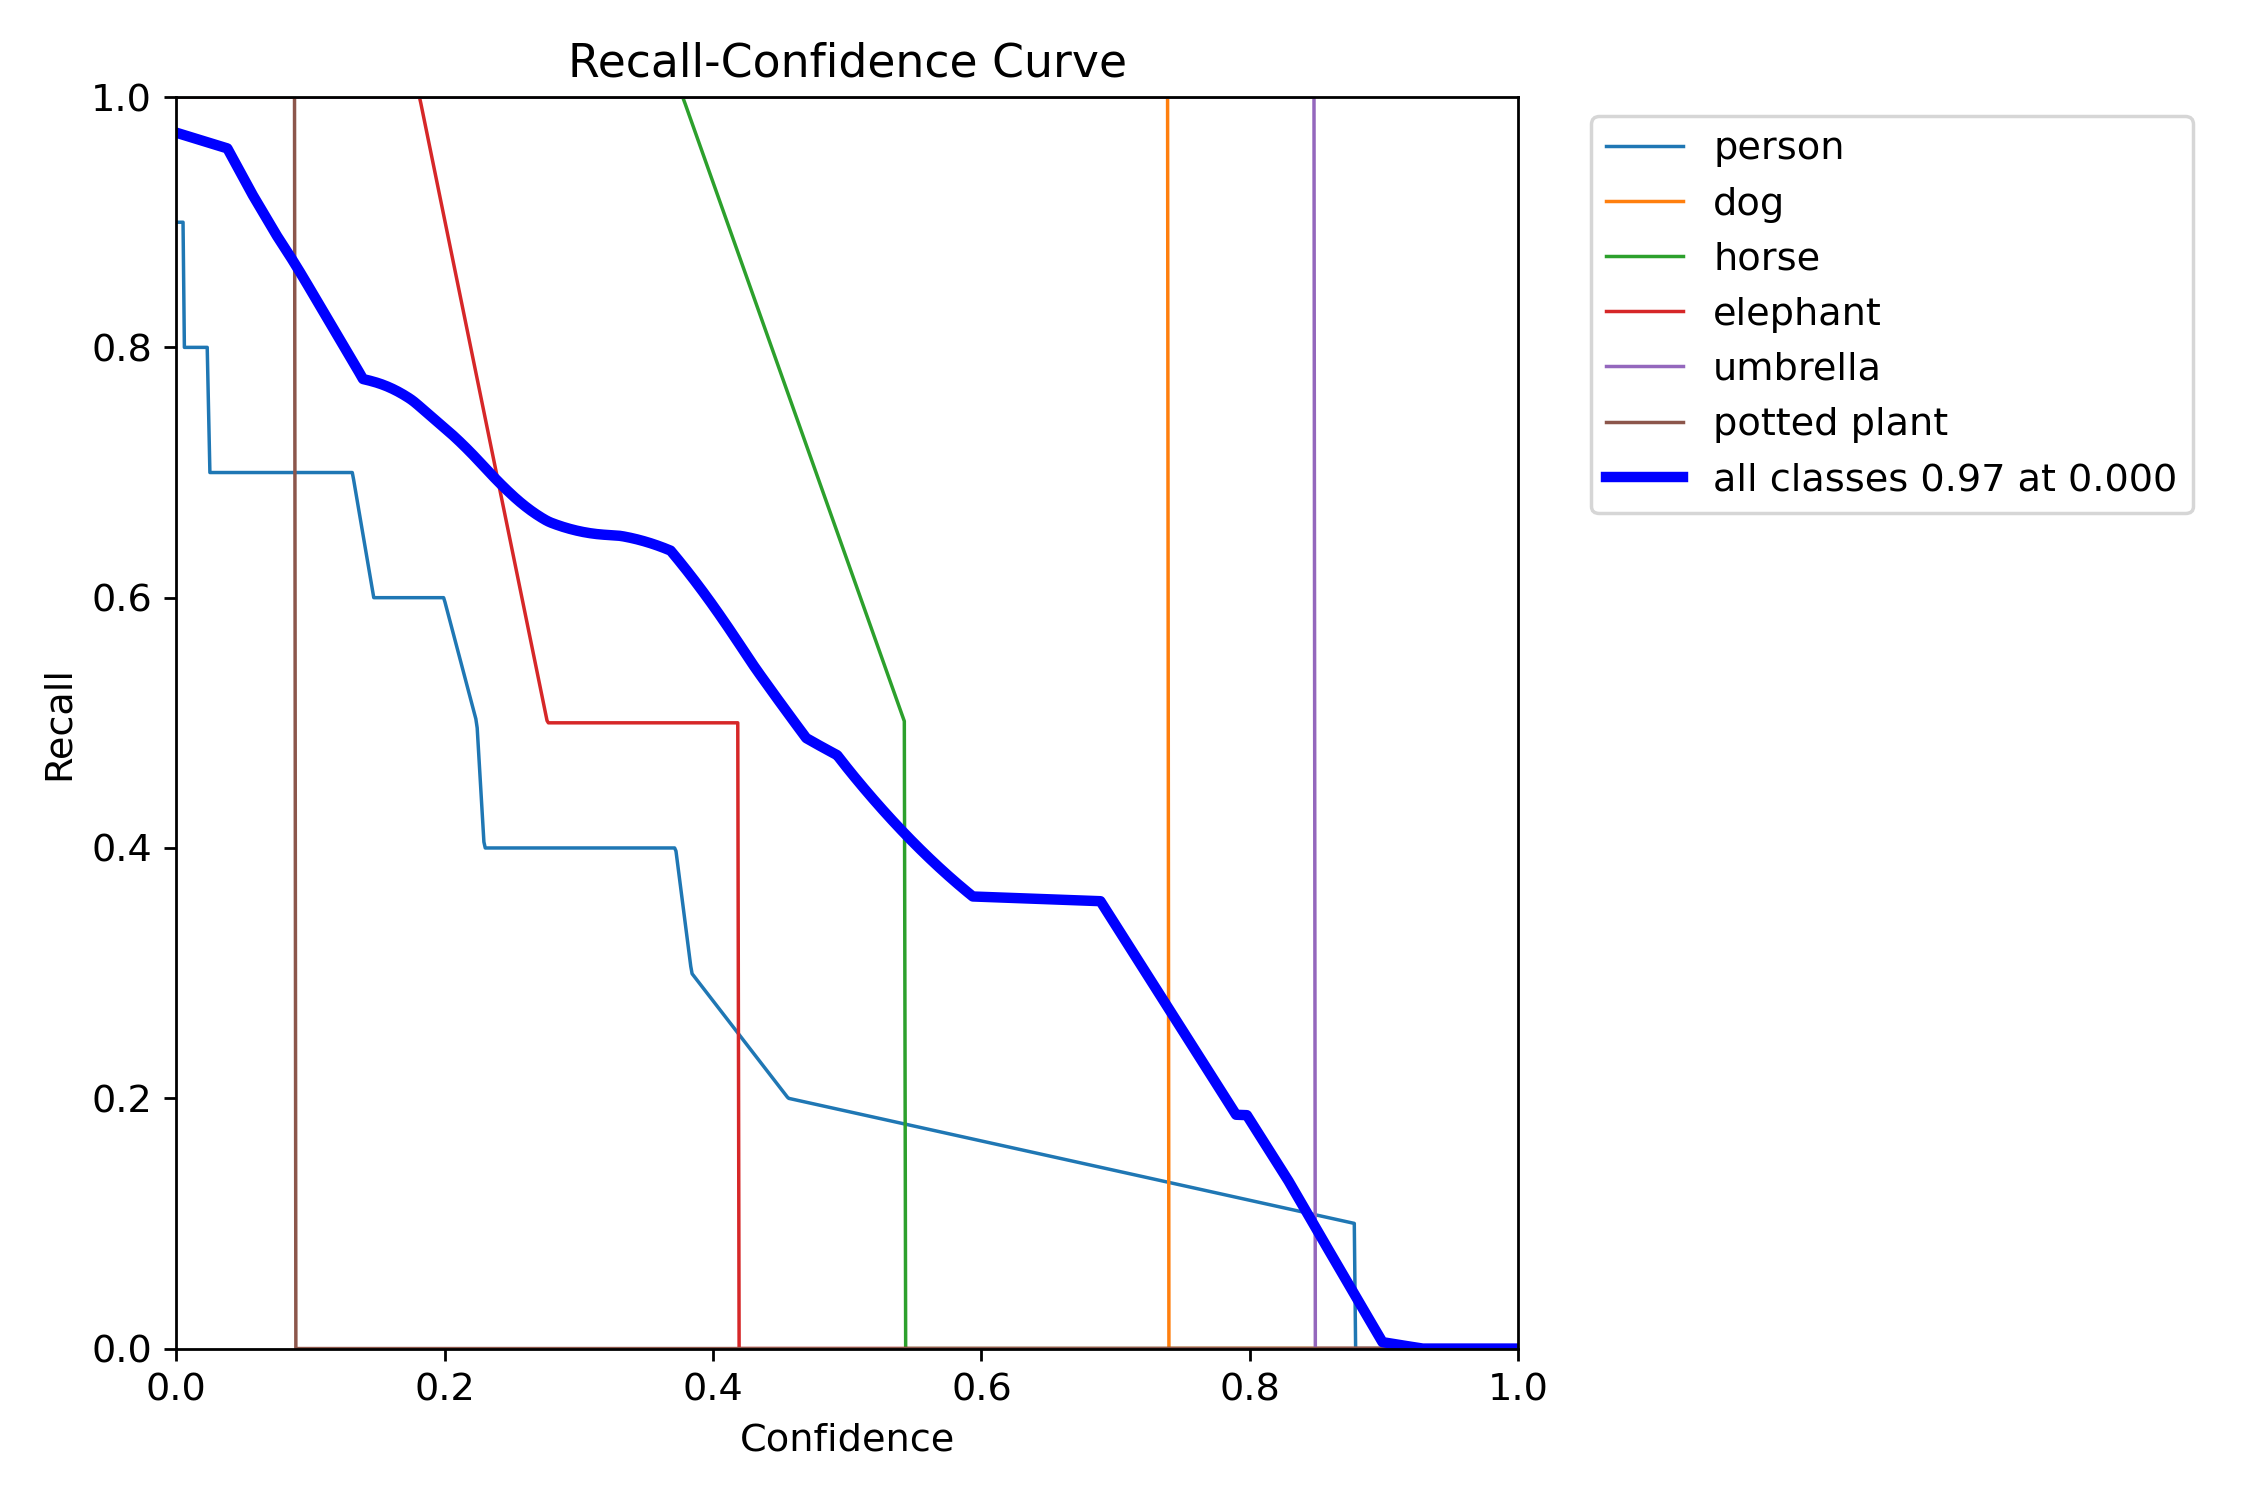 Recall-Confidence Curve
1.0
0.8
0.6
0.4
0.2
0.0
Recall
0.0 0.2 0.4 0.6 0.8 1.0
Confidence
person
dog
horse
elephant
umbrella
potted plant
all classes 0.97 at 0.000